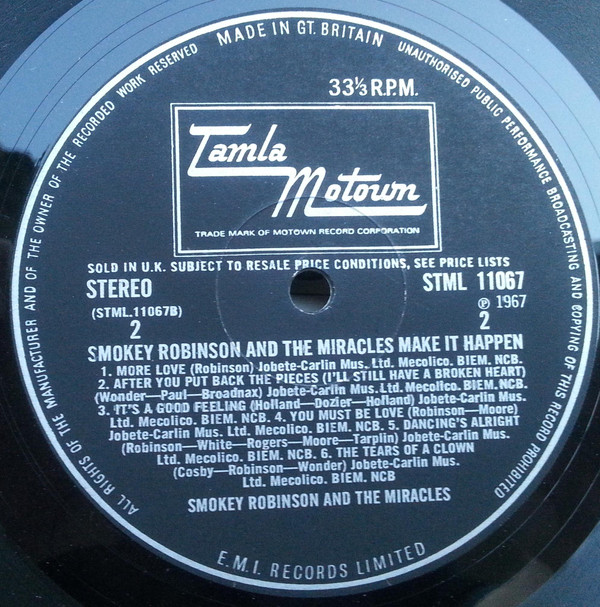 MADE IN GT. BRITAIN
UNAUTHORISED PUBLIC PERFORMANCE BROADCASTING AND COPYING OF THIS RECORD PROHIBITED
ALL RIGHTS OF THE MANUFACTURER AND OF THE OWNER OF THE RECORDED WORK RESERVED
33⅓ R.P.M.
Tamla
Motown
TRADE MARK OF MOTOWN RECORD CORPORATION
SOLD IN U.K. SUBJECT TO RESALE PRICE CONDITIONS, SEE PRICE LISTS
STEREO STML 11067
(STML.11067B) ℗ 1967
2 2
SMOKEY ROBINSON AND THE MIRACLES MAKE IT HAPPEN
1. MORE LOVE (Robinson) Jobete-Carlin Mus. Ltd. Mecolico. BIEM. NCB.
2. AFTER YOU PUT BACK THE PIECES (I'LL STILL HAVE A BROKEN HEART)
(Wonder—Paul—Broadnax) Jobete-Carlin Mus. Ltd. Mecolico. BIEM. NCB.
3. IT'S A GOOD FEELING (Holland—Dozier—Holland) Jobete-Carlin Mus.
Ltd. Mecolico. BIEM. NCB. 4. YOU MUST BE LOVE (Robinson—Moore)
Jobete-Carlin Mus. Ltd. Mecolico. BIEM. NCB. 5. DANCING'S ALRIGHT
(Robinson—White—Rogers—Moore—Tarplin) Jobete-Carlin Mus.
Ltd. Mecolico. BIEM. NCB. 6. THE TEARS OF A CLOWN
(Cosby—Robinson—Wonder) Jobete-Carlin Mus.
Ltd. Mecolico. BIEM. NCB
SMOKEY ROBINSON AND THE MIRACLES
E.M.I. RECORDS LIMITED